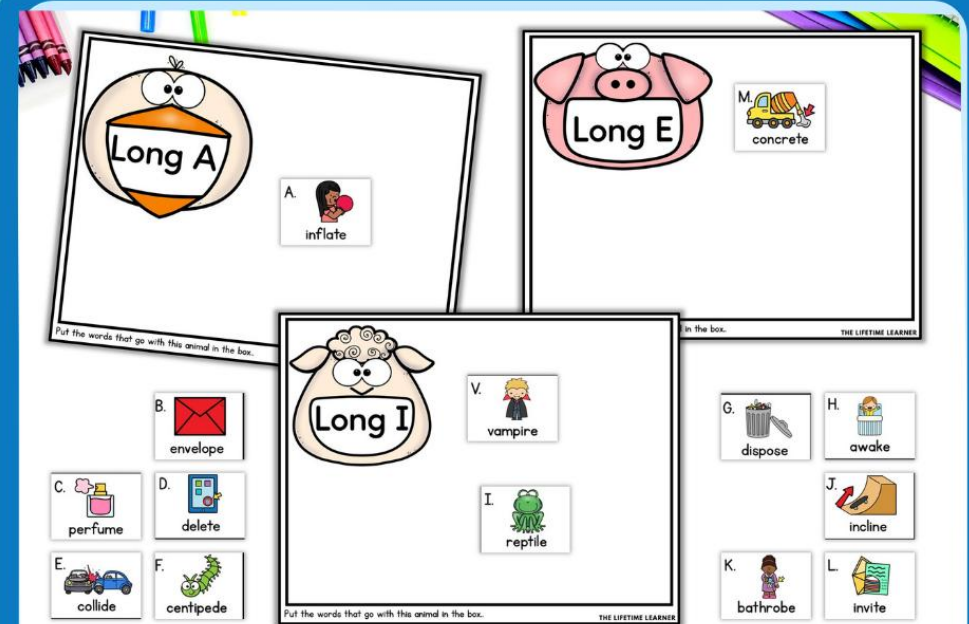 Long A
A.
inflate
Put the words that go with this animal in the box.
Long E
M.
concrete
in the box.
THE LIFETIME LEARNER
Long I
V.
vampire
I.
reptile
Put the words that go with this animal in the box.
THE LIFETIME LEARNER
B.
envelope
C.
perfume
D.
delete
E.
collide
F.
centipede
G.
dispose
H.
awake
J.
incline
K.
bathrobe
L.
invite